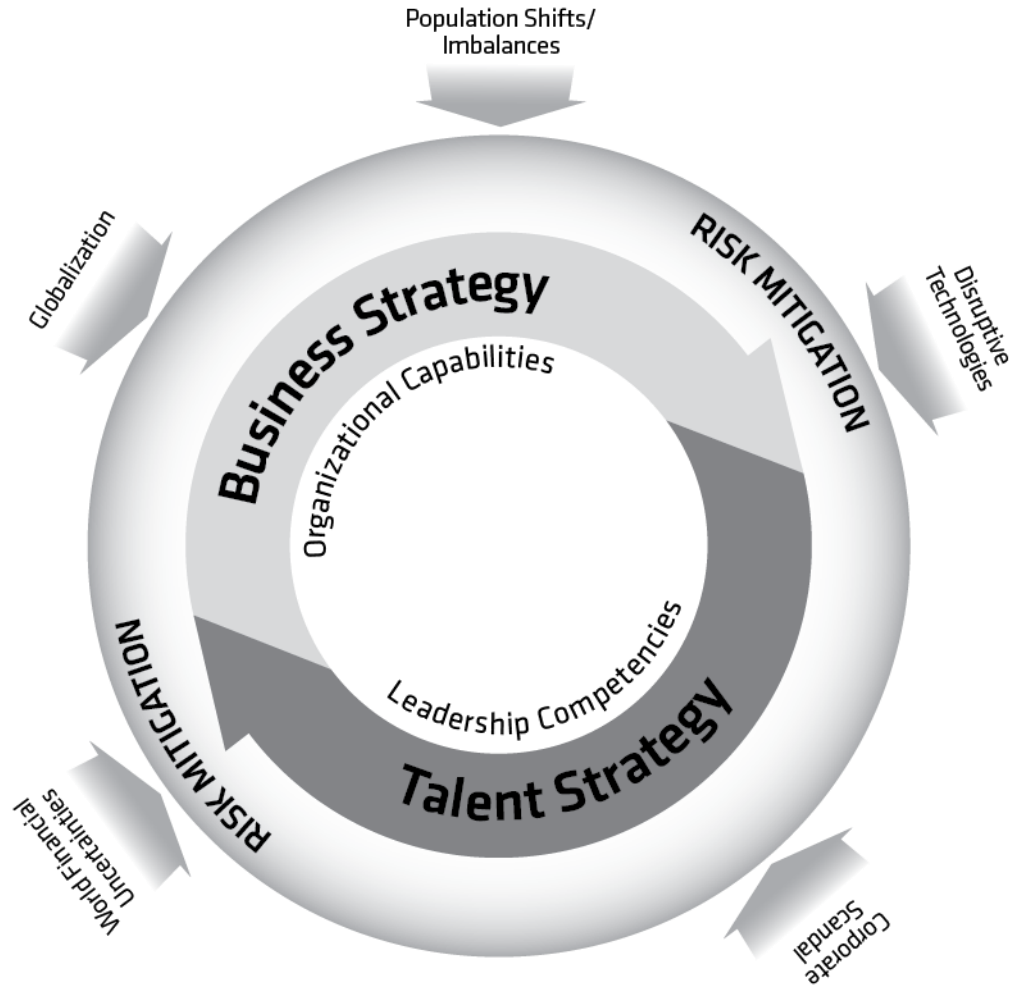 Population Shifts/
Imbalances
Globalization
RISK MITIGATION
Disruptive
Technologies
Business Strategy
Organizational Capabilities
Leadership Competencies
Talent Strategy
RISK MITIGATION
World Financial
Uncertainties
Corporate
Scandal